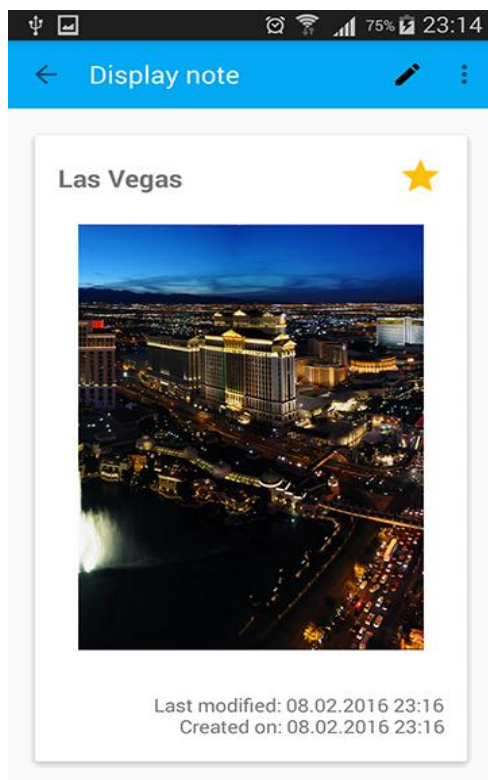 75% 23:14
Display note
Las Vegas
Last modified: 08.02.2016 23:16
Created on: 08.02.2016 23:16